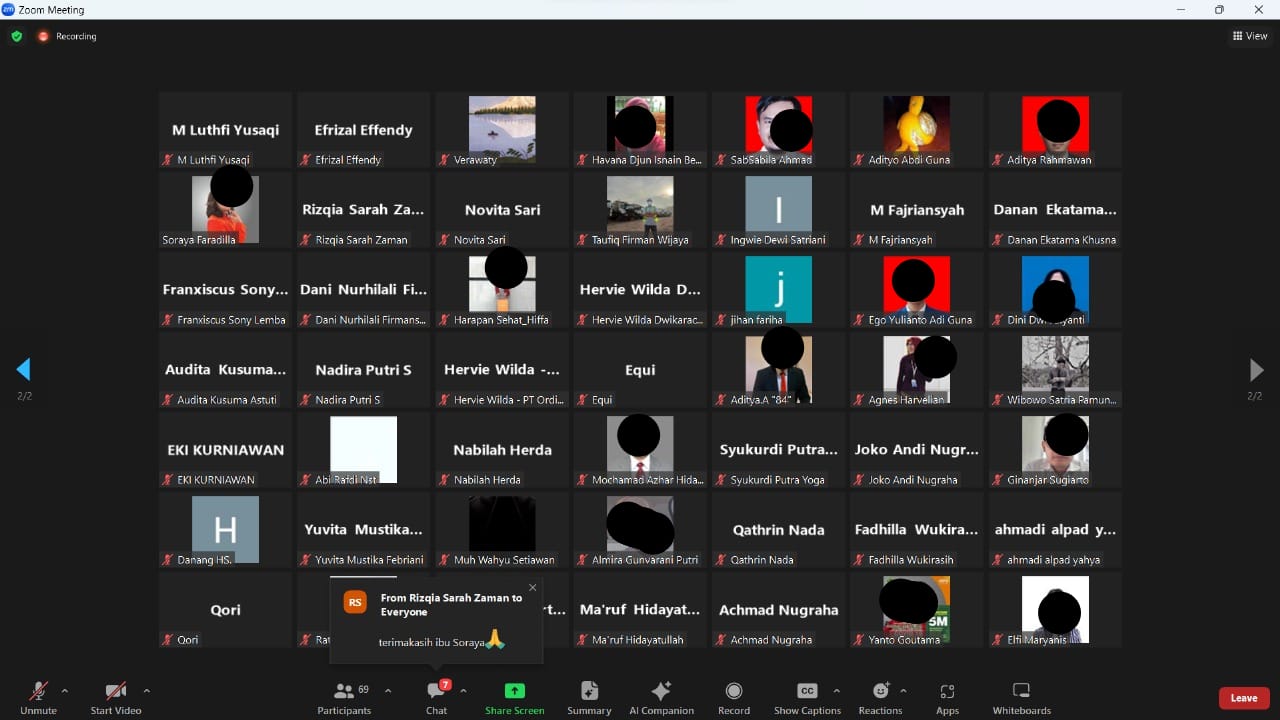 zm Zoom Meeting
Recording
View
M Luthfi Yusaqi
Efrizal Effendy
M Luthfi Yusaqi
Efrizal Effendy
Verawaty
Havana Djun Isnain Be...
SabSabila Ahmad
Adityo Abdi Guna
Aditya Rahmawan
Rizqia Sarah Za...
Novita Sari
I
M Fajriansyah
Danan Ekatama...
Soraya Faradilla
Rizqia Sarah Zaman
Novita Sari
Taufiq Firman Wijaya
Ingwie Dewi Satriani
M Fajriansyah
Danan Ekatama Khusna
Franxiscus Sony...
Dani Nurhilali Fi...
Hervie Wilda D...
j
Franxiscus Sony Lemba
Dani Nurhilali Firmans...
Harapan Sehat_Hiffa
Hervie Wilda Dwikarac...
jihan fariha
Ego Yulianto Adi Guna
Dini
Audita Kusuma...
Nadira Putri S
Hervie Wilda -...
Equi
2/2
2/2
Audita Kusuma Astuti
Nadira Putri S
Hervie Wilda - PT Ordi...
Equi
Aditya.A "84"
Agnes Harvelian
Wibowo Satria Pamun...
EKI KURNIAWAN
Nabilah Herda
Syukurdi Putra...
Joko Andi Nugr...
EKI KURNIAWAN
Abil Rafdi Nst
Nabilah Herda
Mochamad Azhar Hida...
Syukurdi Putra Yoga
Joko Andi Nugraha
Ginanjar Sugiarto
H
Yuvita Mustika...
Qathrin Nada
Fadhilla Wukira...
ahmadi alpad y...
Danang HS.
Yuvita Mustika Febriani
Muh Wahyu Setiawan
Almira Gunvarani Putri
Qathrin Nada
Fadhilla Wukirasih
ahmadi alpad yahya
Qori
RS
From Rizqia Sarah Zaman to
Everyone
terimakasih ibu Soraya🙏
rt...
Ma'ruf Hidayat...
Achmad Nugraha
5M
Qori
Rat
Ma'ruf Hidayatullah
Achmad Nugraha
Yanto Goutama
Elfi Maryanis
Unmute
Start Video
69
Participants
7
Chat
Share Screen
Summary
AI Companion
Record
CC
Show Captions
Reactions
Apps
Whiteboards
Leave